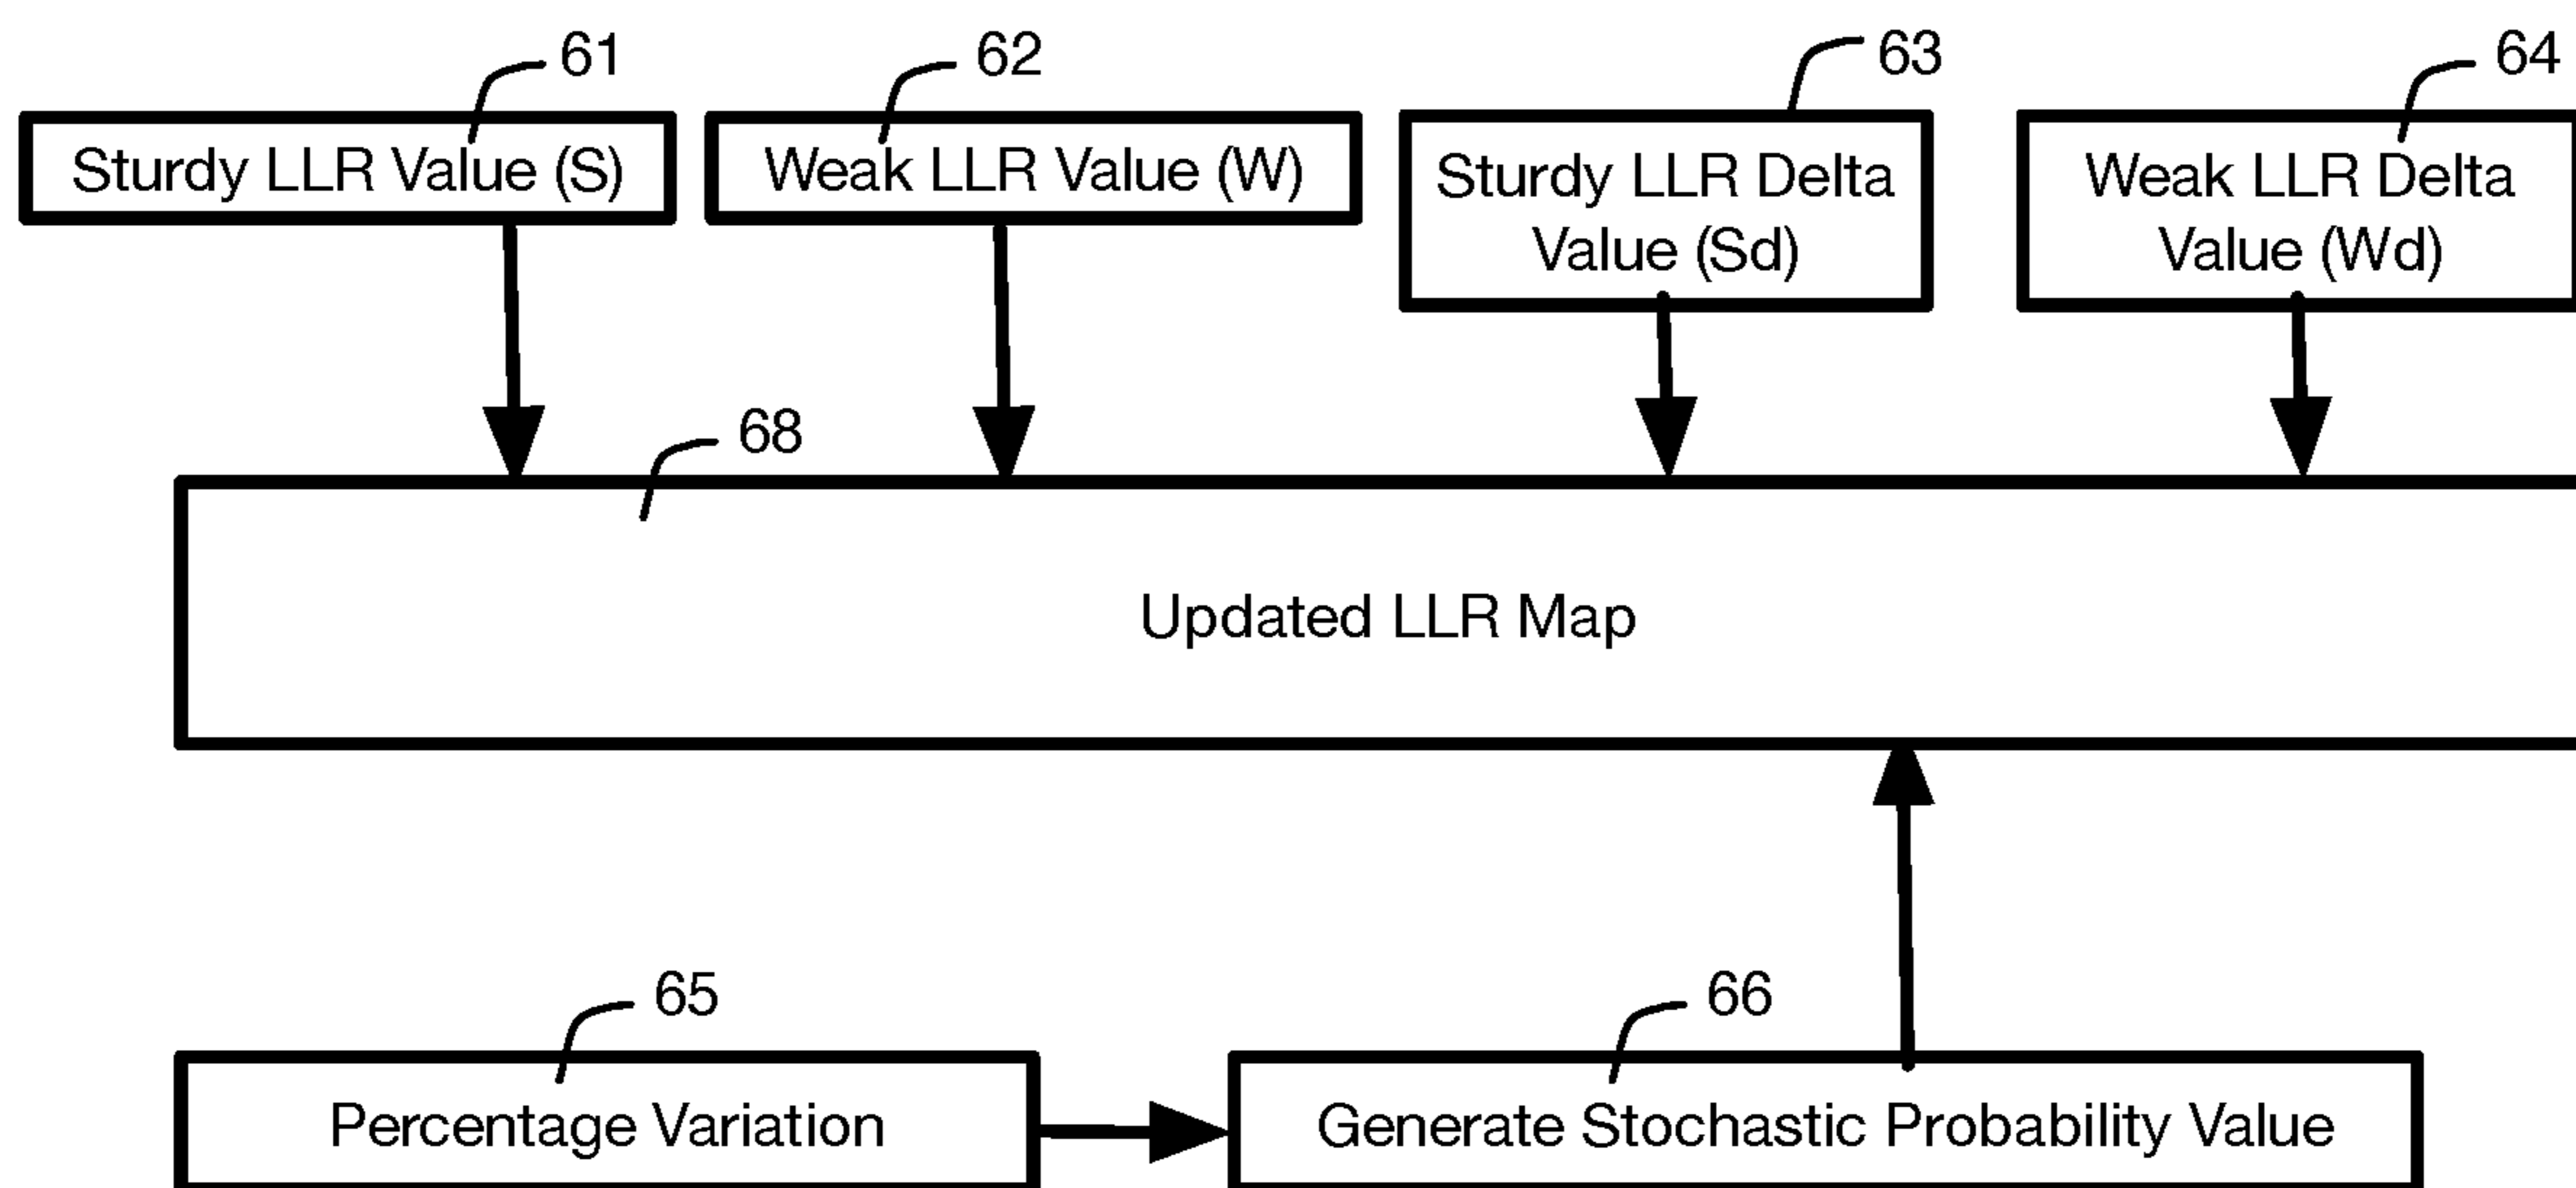 61
62
63
64
Sturdy LLR Value (S)
Weak LLR Value (W)
Sturdy LLR Delta
Value (Sd)
Weak LLR Delta
Value (Wd)
68
Updated LLR Map
65
66
Percentage Variation
Generate Stochastic Probability Value